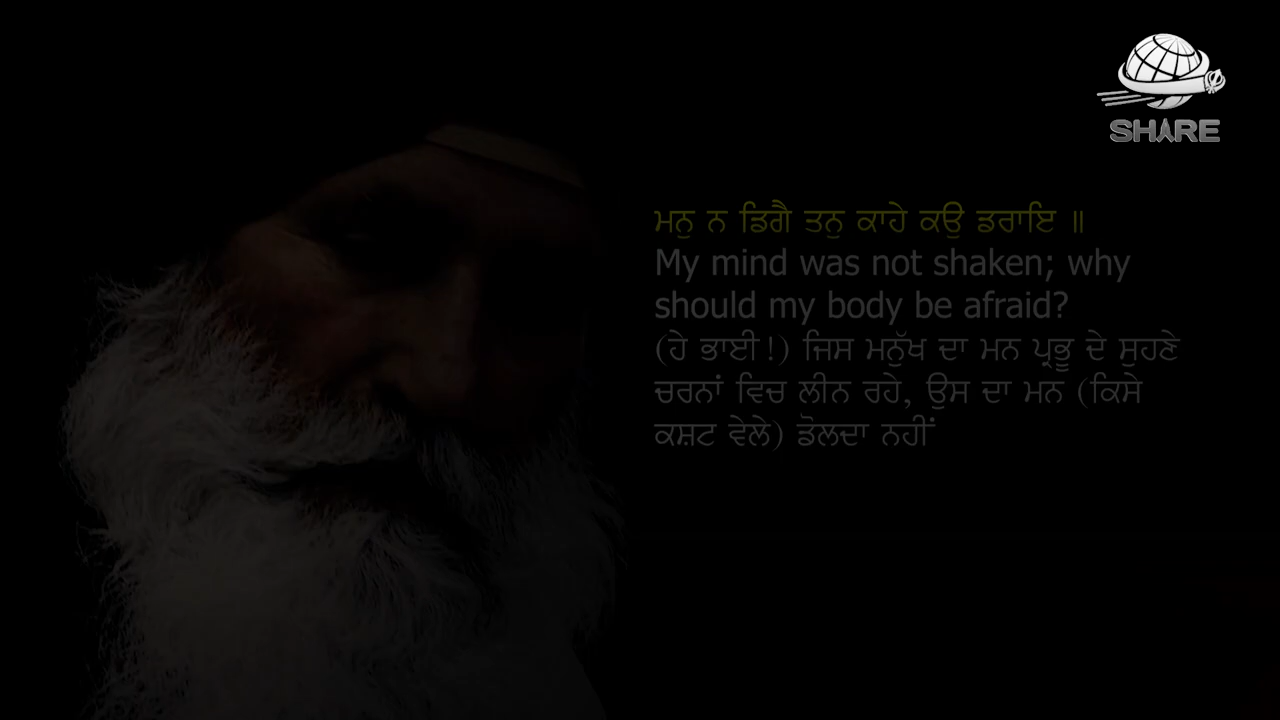 SHARE
ਮਨੁ ਨ ਡਿਗੈ ਤਨੁ ਕਾਹੇ ਕਉ ਡਰਾਇ ॥
My mind was not shaken; why
should my body be afraid?
(ਹੇ ਭਾਈ!) ਜਿਸ ਮਨੁੱਖ ਦਾ ਮਨ ਪ੍ਰਭੂ ਦੇ ਸੁਹਣੇ
ਚਰਨਾਂ ਵਿਚ ਲੀਨ ਰਹੇ, ਉਸ ਦਾ ਮਨ (ਕਿਸੇ
ਕਸ਼ਟ ਵੇਲੇ) ਡੋਲਦਾ ਨਹੀਂ